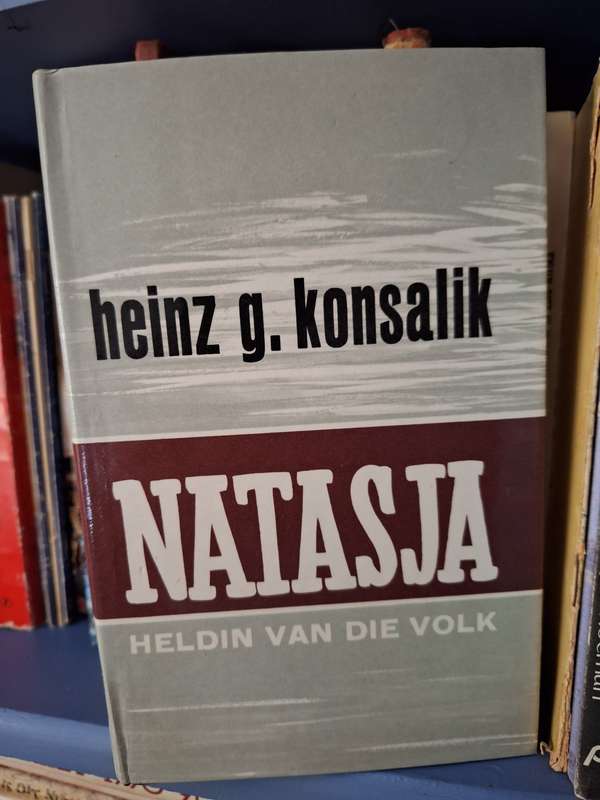 heinz g. konsalik
NATASJA
HELDIN VAN DIE VOLK